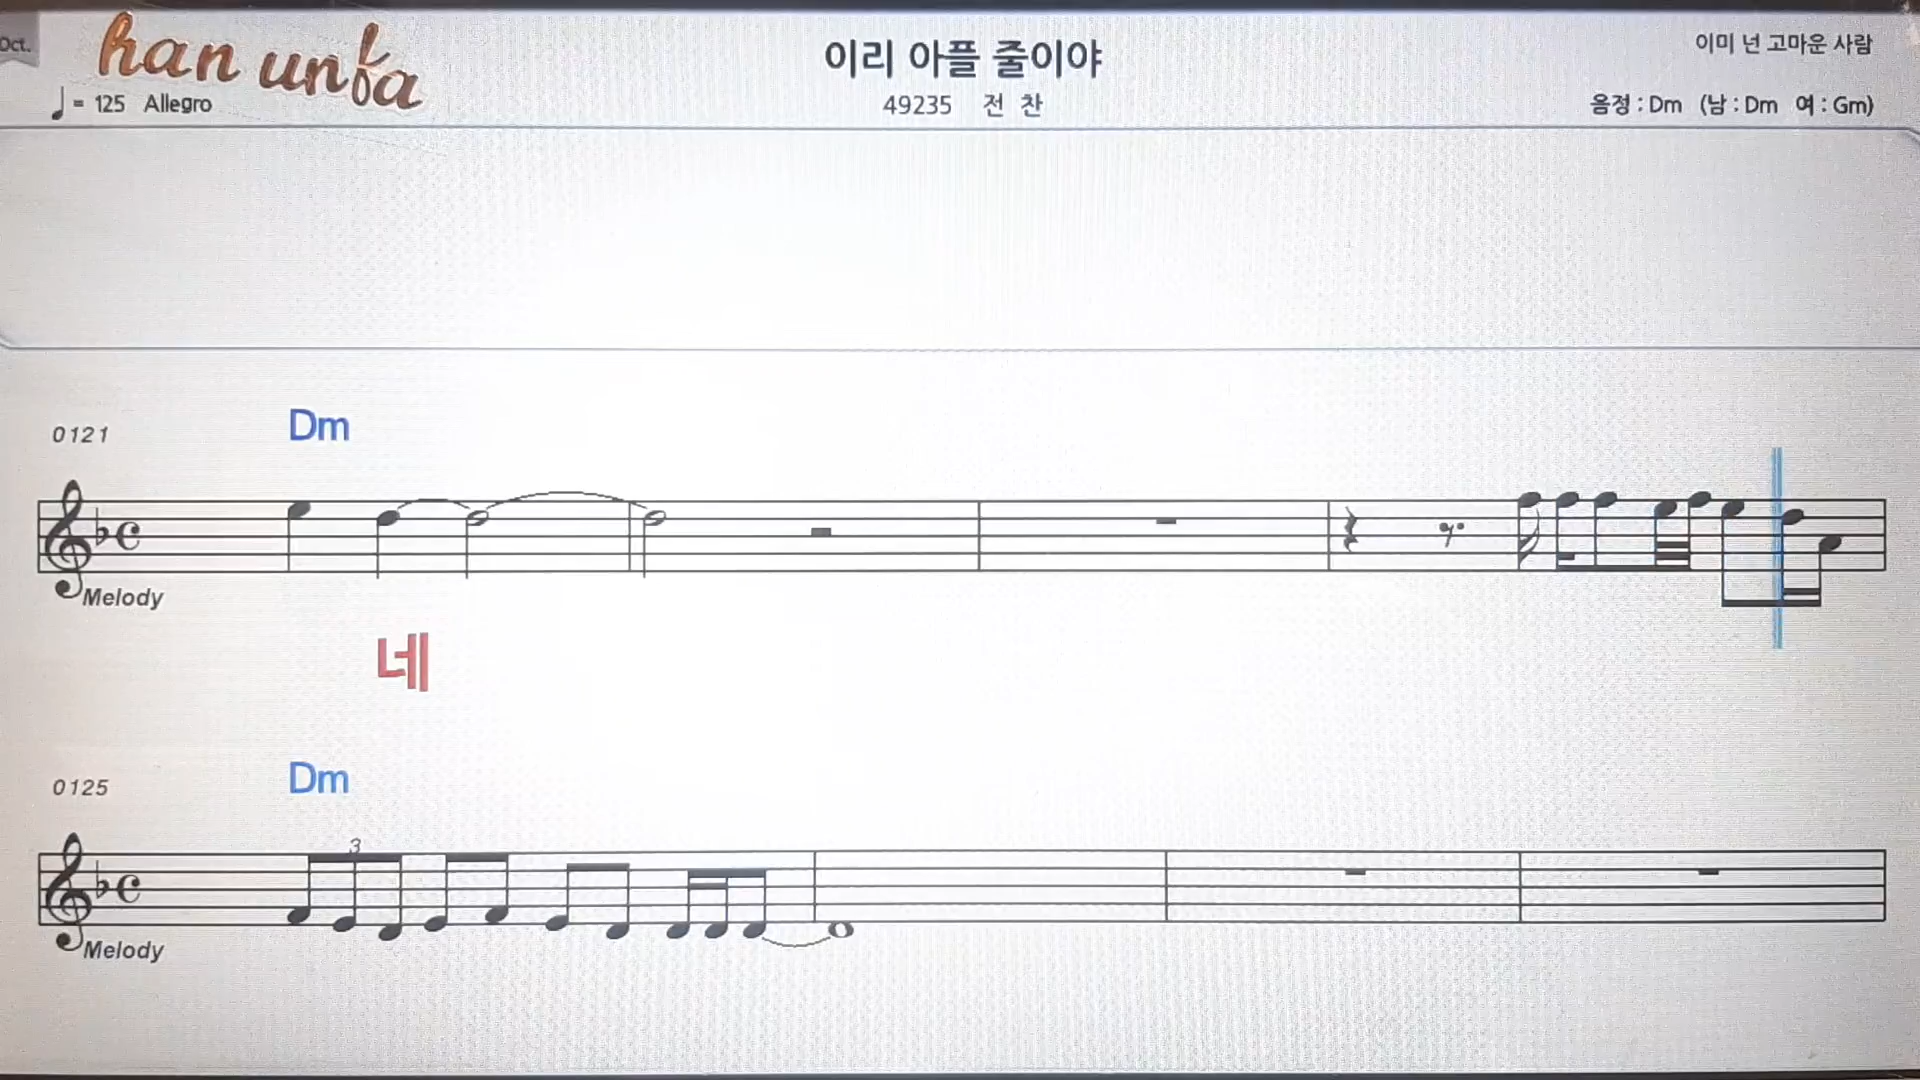 Oct.
han unfa
이리 아플 줄이야
이미 넌 고마운 사람
♩ = 125 Allegro
49235 전 찬
음정 : Dm (남 : Dm 여 : Gm)
0121
Dm
Melody
네
0125
Dm
3
Melody